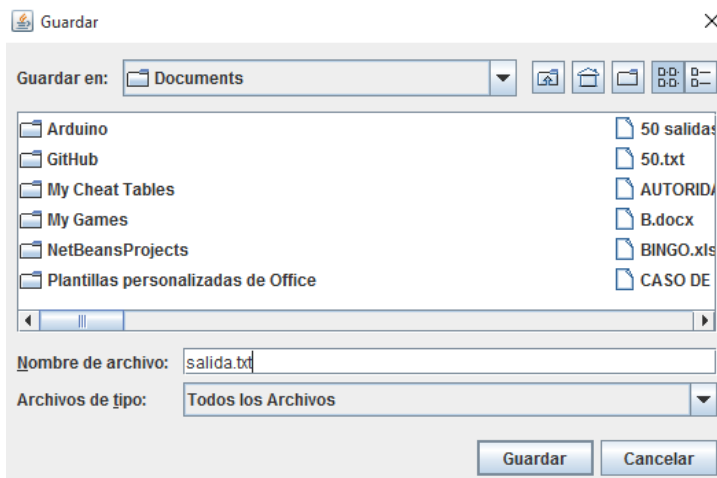 Guardar
Guardar en: Documents
Arduino
GitHub
My Cheat Tables
My Games
NetBeansProjects
Plantillas personalizadas de Office
50 salidas
50.txt
AUTORIDA
B.docx
BINGO.xls
CASO DE
Nombre de archivo: salida.txt
Archivos de tipo: Todos los Archivos
Guardar Cancelar